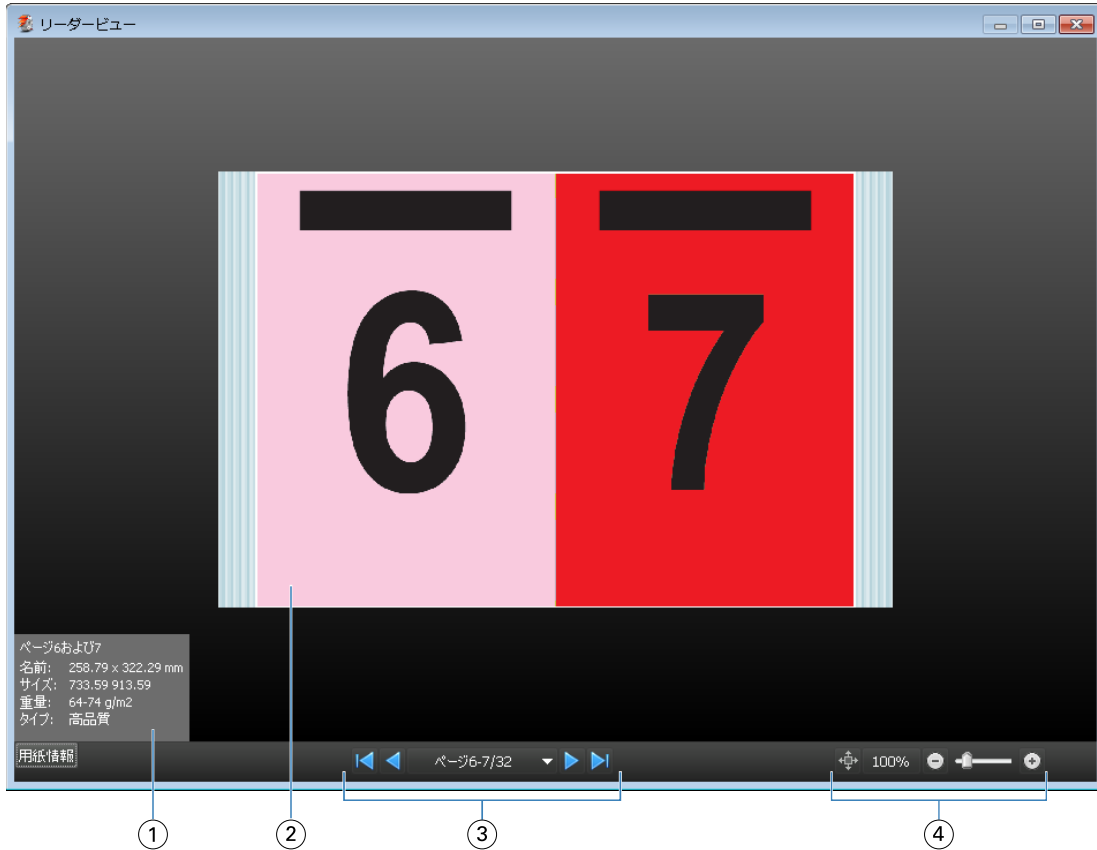 リーダービュー
6 7
ページ6および7
名前: 258.79 x 322.29 mm
サイズ: 733.59 913.59
重量: 64-74 g/m2
タイプ: 高品質
用紙情報 ページ6-7/32 100%
1 2 3 4